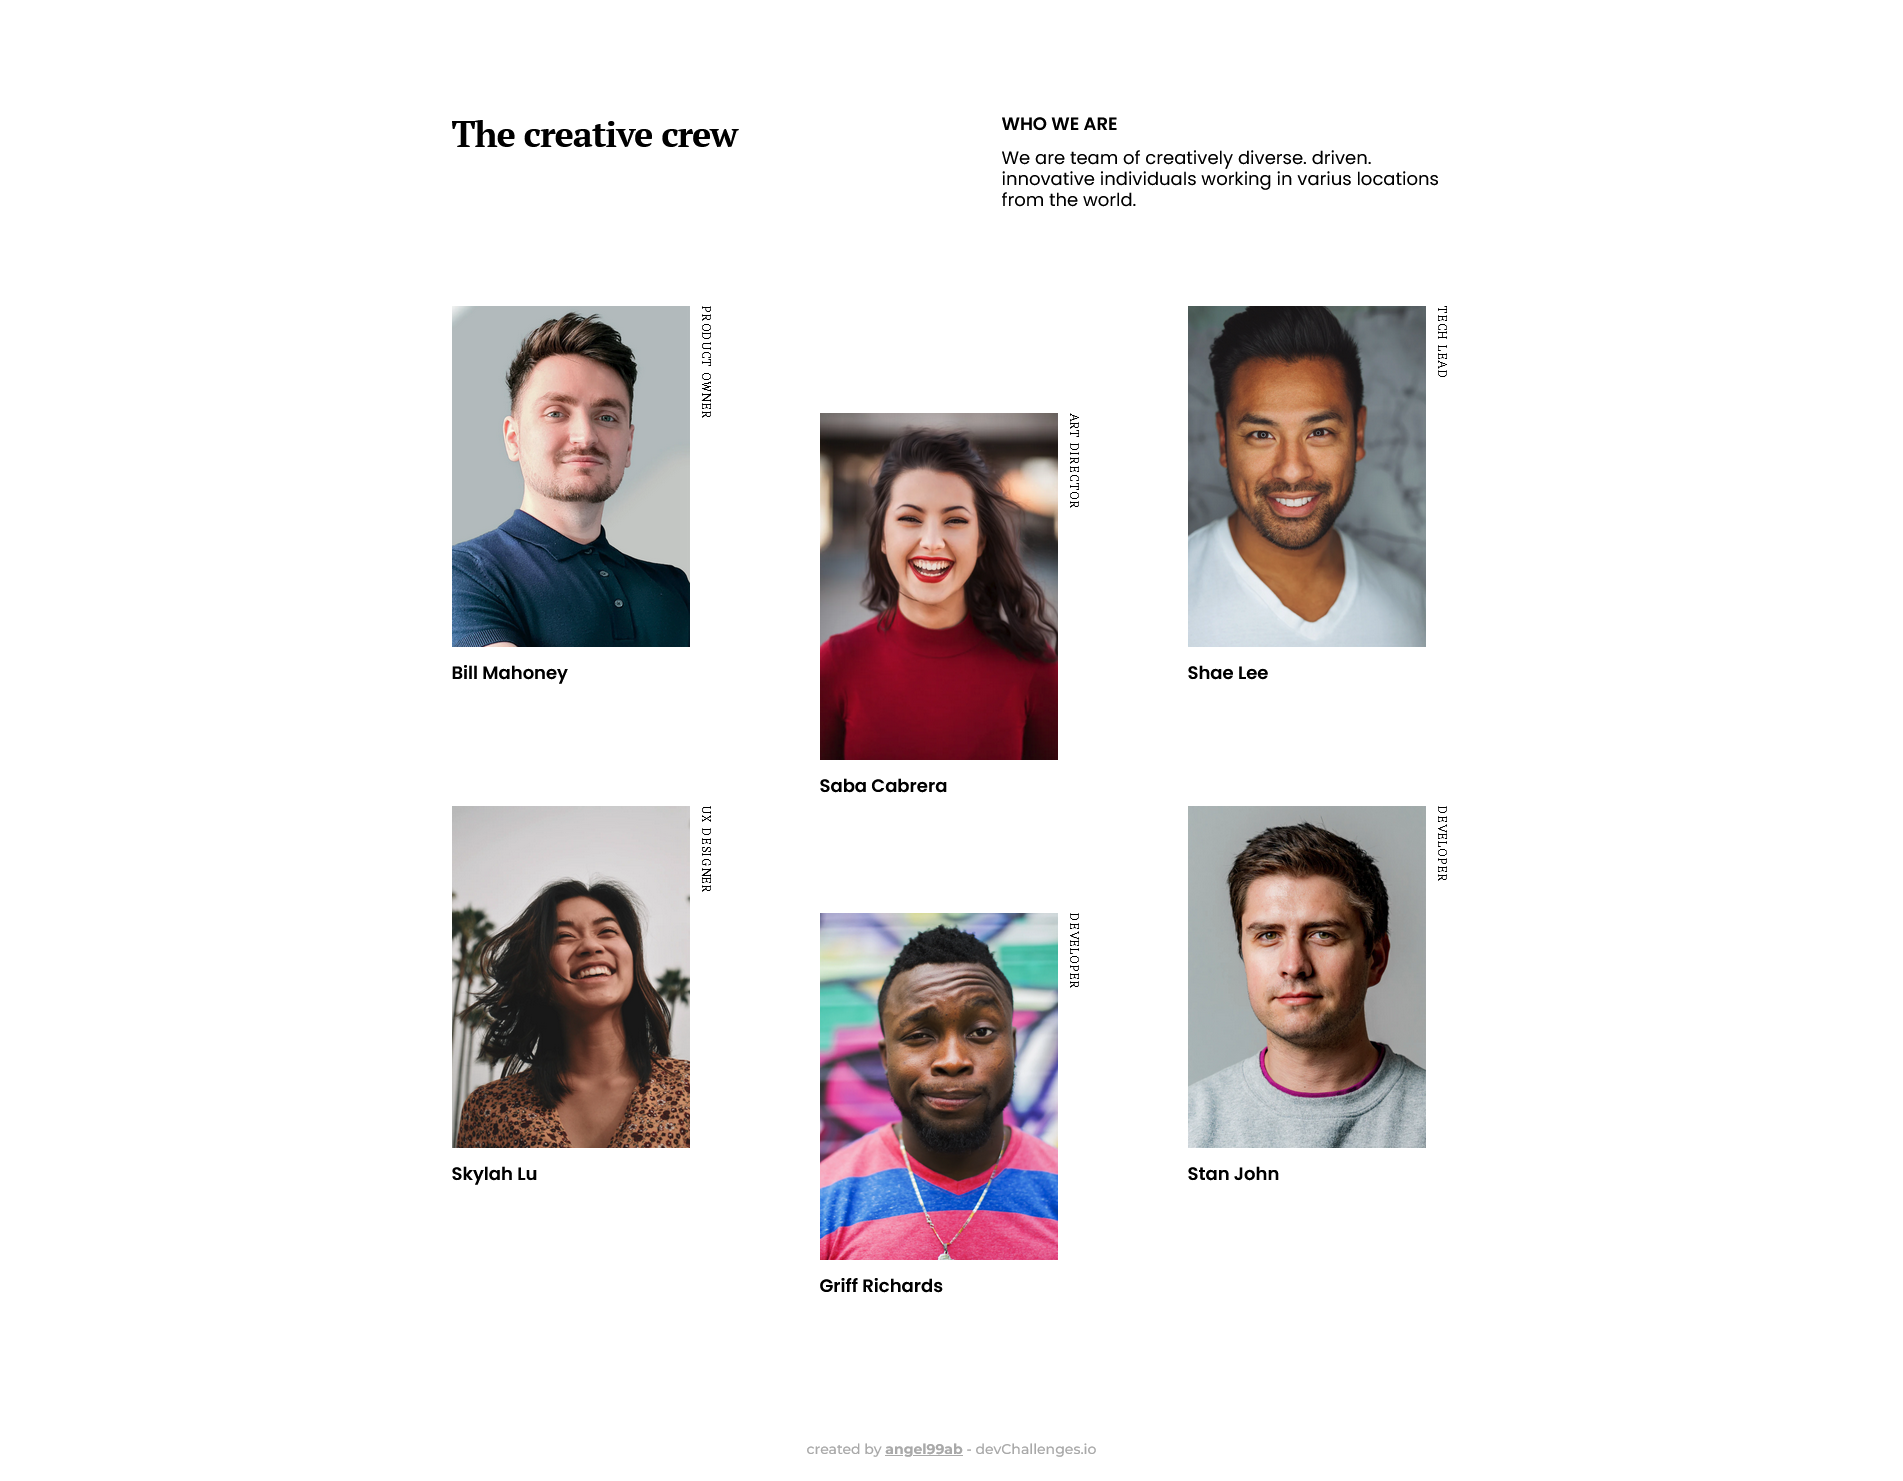 The creative crew
WHO WE ARE
We are team of creatively diverse. driven.
innovative individuals working in varius locations
from the world.
PRODUCT OWNER
Bill Mahoney
ART DIRECTOR
Saba Cabrera
TECH LEAD
Shae Lee
UX DESIGNER
Skylah Lu
DEVELOPER
Griff Richards
DEVELOPER
Stan John
created by angel99ab - devChallenges.io